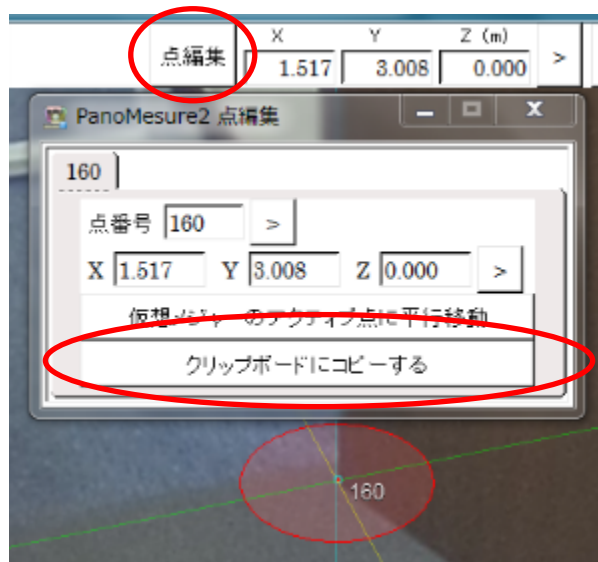 X Y Z (m)
点編集 1.517 3.008 0.000 >
PanoMesure2 点編集
160
点番号 160 >
X 1.517 Y 3.008 Z 0.000 >
仮想メジャーのアクティブ点に平行移動
クリップボードにコピーする
160